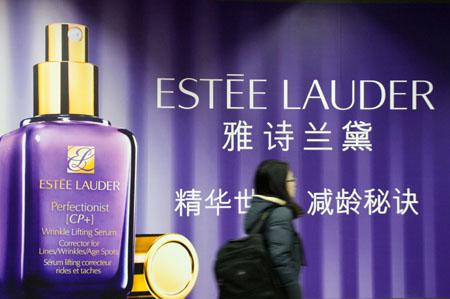 ESTĒE LAUDER
雅诗兰黛
精华世 减龄秘诀
ESTĒE LAUDER
Perfectionist
[CP+]
Wrinkle Lifting Serum
Corrector for
Lines/Wrinkles/Age Spots
Sérum lifting correcteur
rides et taches